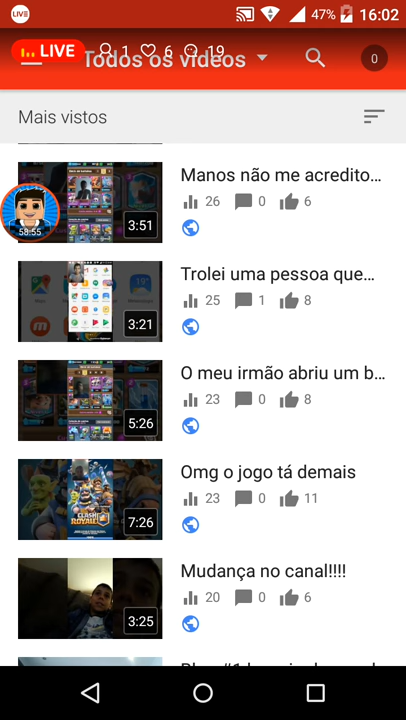 LIVE 47% 16:02
LIVE 1 6 19
Todos os vídeos 0
Mais vistos
Manos não me acredito...
26 0 6
3:51
58:55
Trolei uma pessoa que...
25 1 8
3:21
O meu irmão abriu um b...
23 0 8
5:26
Omg o jogo tá demais
23 0 11
CLASH ROYALE
7:26
Mudança no canal!!!!
20 0 6
3:25